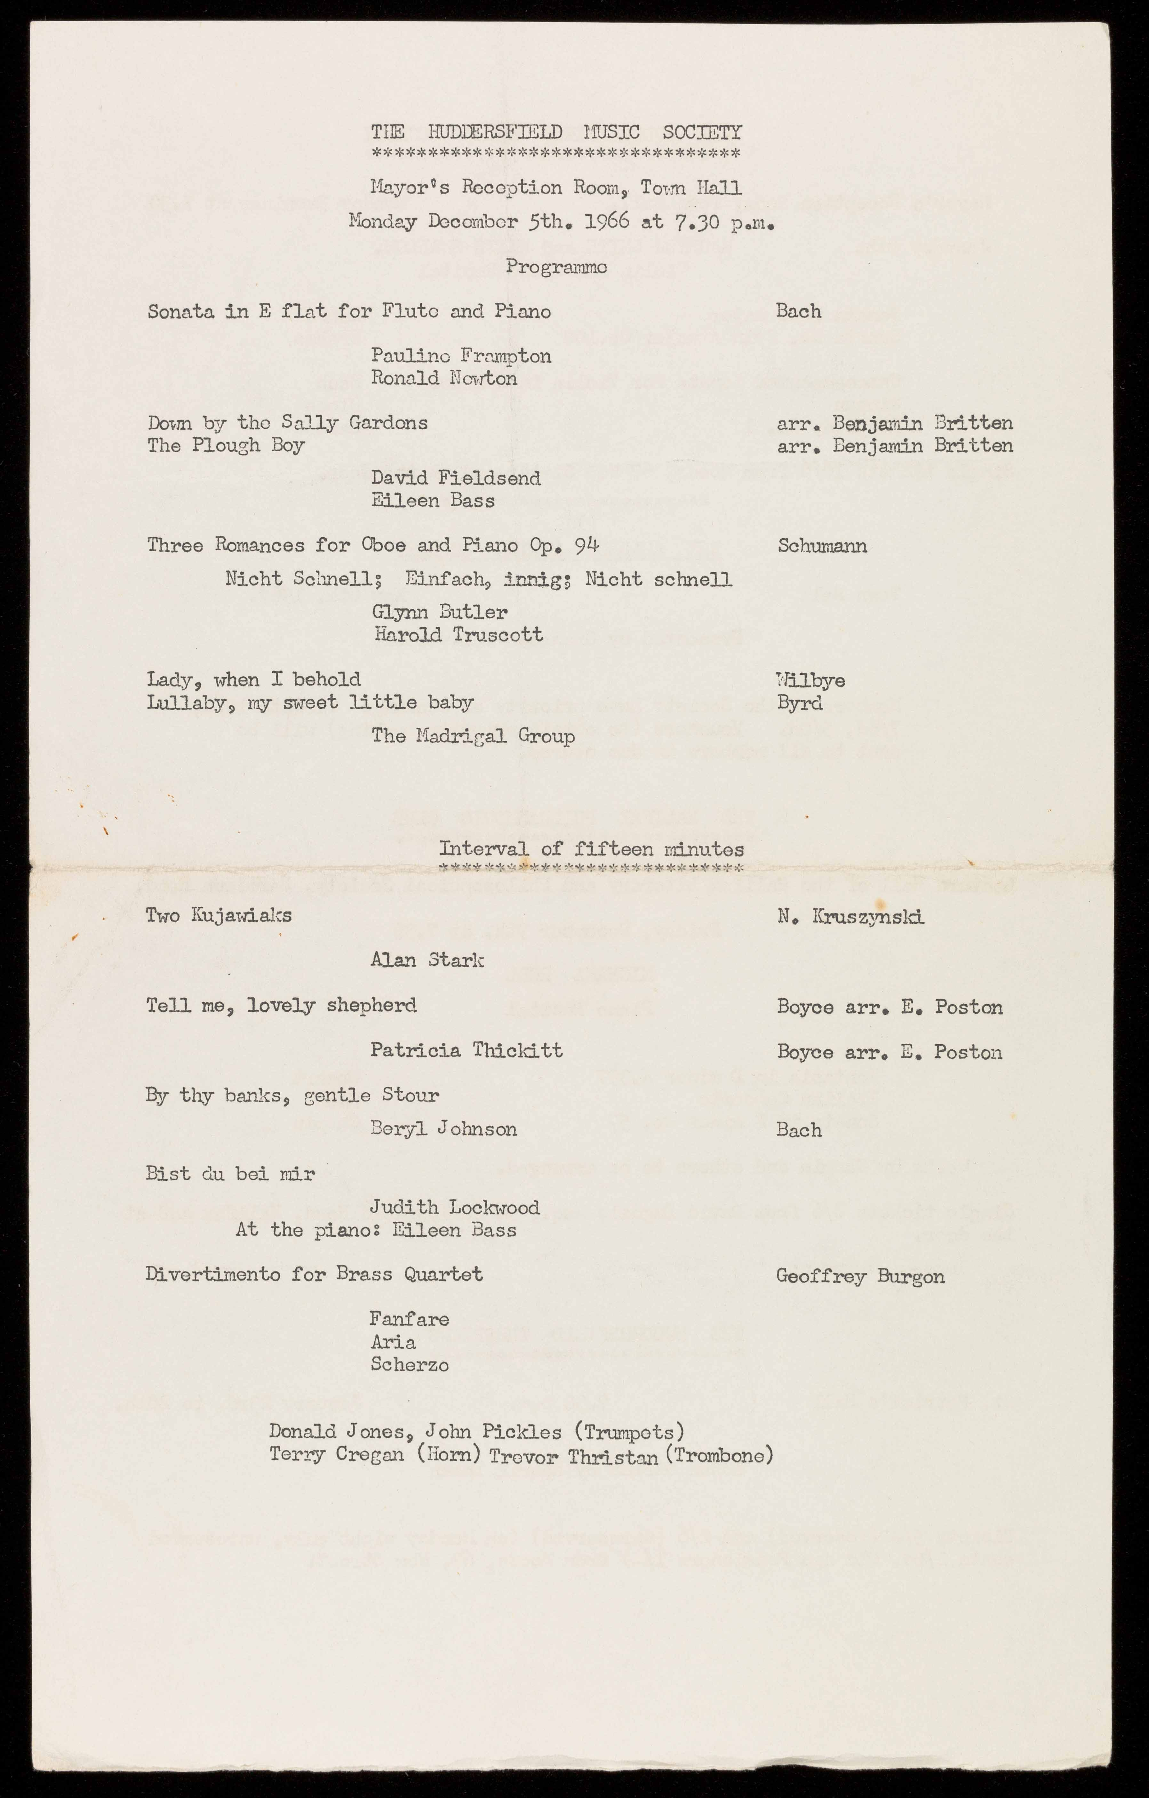 THE HUDDERSFIELD MUSIC SOCIETY
*********************************
Mayor's Reception Room, Town Hall
Monday December 5th. 1966 at 7.30 p.m.
Programme
Sonata in E flat for Flute and Piano Bach
Pauline Frampton
Ronald Newton
Down by the Sally Gardens arr. Benjamin Britten
The Plough Boy arr. Benjamin Britten
David Fieldsend
Eileen Bass
Three Romances for Oboe and Piano Op. 94 Schumann
Nicht Schnell; Einfach, innig; Nicht schnell
Glynn Butler
Harold Truscott
Lady, when I behold Wilbye
Lullaby, my sweet little baby Byrd
The Madrigal Group
Interval of fifteen minutes
***************************
Two Kujawiaks N. Kruszynski
Alan Stark
Tell me, lovely shepherd Boyce arr. E. Poston
Patricia Thickitt Boyce arr. E. Poston
By thy banks, gentle Stour
Beryl Johnson Bach
Bist du bei mir
Judith Lockwood
At the piano: Eileen Bass
Divertimento for Brass Quartet Geoffrey Burgon
Fanfare
Aria
Scherzo
Donald Jones, John Pickles (Trumpets)
Terry Cregan (Horn) Trevor Thristan (Trombone)